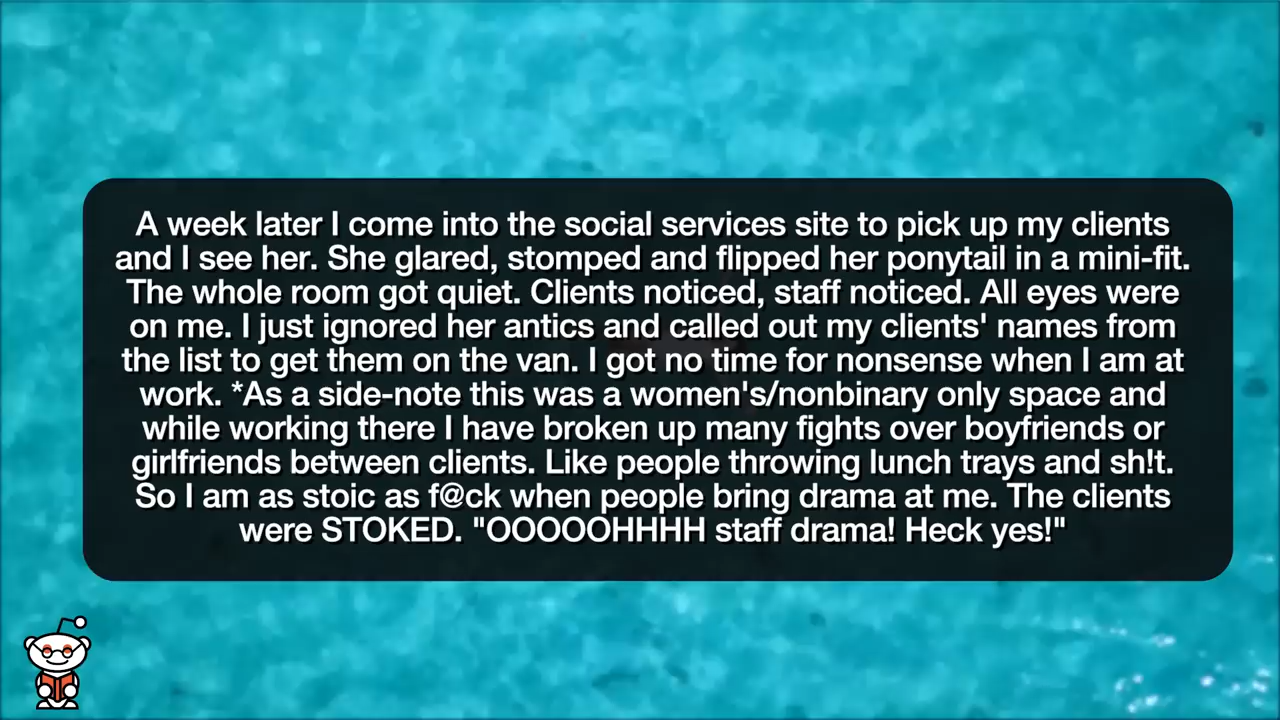 A week later I come into the social services site to pick up my clients
and I see her. She glared, stomped and flipped her ponytail in a mini-fit.
The whole room got quiet. Clients noticed, staff noticed. All eyes were
on me. I just ignored her antics and called out my clients' names from
the list to get them on the van. I got no time for nonsense when I am at
work. *As a side-note this was a women's/nonbinary only space and
while working there I have broken up many fights over boyfriends or
girlfriends between clients. Like people throwing lunch trays and sh!t.
So I am as stoic as f@ck when people bring drama at me. The clients
were STOKED. "OOOOOHHHH staff drama! Heck yes!"